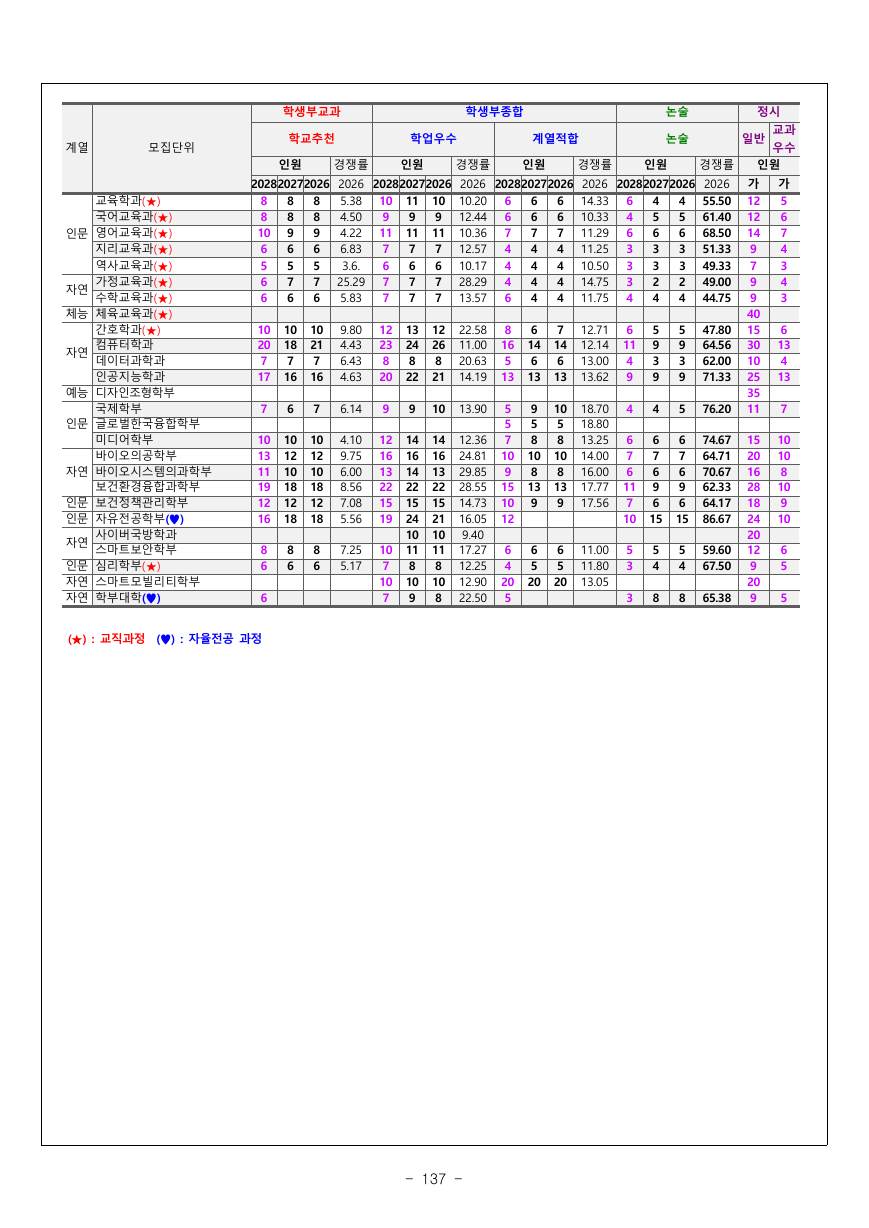 학생부교과 학생부종합 논술 정시
계열 모집단위 학교추천 학업우수 계열적합 논술 일반 교과우수
인원 경쟁률 인원 경쟁률 인원 경쟁률 인원 경쟁률 인원
2028 2027 2026 2026 2028 2027 2026 2026 2028 2027 2026 2026 2028 2027 2026 2026 가 가
인문 교육학과(★) 8 8 8 5.38 10 11 10 10.20 6 6 6 14.33 6 4 4 55.50 12 5
국어교육과(★) 8 8 8 4.50 9 9 9 12.44 6 6 6 10.33 4 5 5 61.40 12 6
영어교육과(★) 10 9 9 4.22 11 11 11 10.36 7 7 7 11.29 6 6 6 68.50 14 7
지리교육과(★) 6 6 6 6.83 7 7 7 12.57 4 4 4 11.25 3 3 3 51.33 9 4
역사교육과(★) 5 5 5 3.6. 6 6 6 10.17 4 4 4 10.50 3 3 3 49.33 7 3
자연 가정교육과(★) 6 7 7 25.29 7 7 7 28.29 4 4 4 14.75 3 2 2 49.00 9 4
수학교육과(★) 6 6 6 5.83 7 7 7 13.57 6 4 4 11.75 4 4 4 44.75 9 3
체능 체육교육과(★) 40
자연 간호학과(★) 10 10 10 9.80 12 13 12 22.58 8 6 7 12.71 6 5 5 47.80 15 6
컴퓨터학과 20 18 21 4.43 23 24 26 11.00 16 14 14 12.14 11 9 9 64.56 30 13
데이터과학과 7 7 7 6.43 8 8 8 20.63 5 6 6 13.00 4 3 3 62.00 10 4
인공지능학과 17 16 16 4.63 20 22 21 14.19 13 13 13 13.62 9 9 9 71.33 25 13
예능 디자인조형학부 35
인문 국제학부 7 6 7 6.14 9 9 10 13.90 5 9 10 18.70 4 4 5 76.20 11 7
글로벌한국융합학부 5 5 5 18.80
미디어학부 10 10 10 4.10 12 14 14 12.36 7 8 8 13.25 6 6 6 74.67 15 10
자연 바이오의공학부 13 12 12 9.75 16 16 16 24.81 10 10 10 14.00 7 7 7 64.71 20 10
바이오시스템의과학부 11 10 10 6.00 13 14 13 29.85 9 8 8 16.00 6 6 6 70.67 16 8
보건환경융합과학부 19 18 18 8.56 22 22 22 28.55 15 13 13 17.77 11 9 9 62.33 28 10
인문 보건정책관리학부 12 12 12 7.08 15 15 15 14.73 10 9 9 17.56 7 6 6 64.17 18 9
인문 자유전공학부(♥) 16 18 18 5.56 19 24 21 16.05 12 10 15 15 86.67 24 10
자연 사이버국방학과 10 10 9.40 20
스마트보안학부 8 8 8 7.25 10 11 11 17.27 6 6 6 11.00 5 5 5 59.60 12 6
인문 심리학부(★) 6 6 6 5.17 7 8 8 12.25 4 5 5 11.80 3 4 4 67.50 9 5
자연 스마트모빌리티학부 10 10 10 12.90 20 20 20 13.05 20
자연 학부대학(♥) 6 7 9 8 22.50 5 3 8 8 65.38 9 5
(★) : 교직과정 (♥) : 자율전공 과정
- 137 -